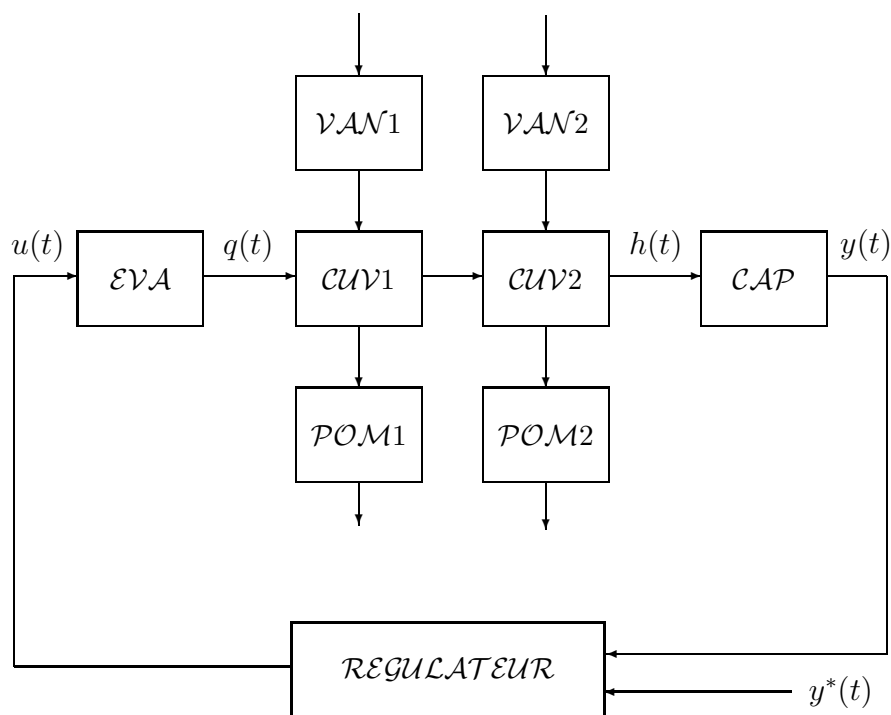 VAN1 VAN2
u(t) q(t) h(t) y(t)
EVA CUV1 CUV2 CAP
POM1 POM2
REGULATEUR
y*(t)